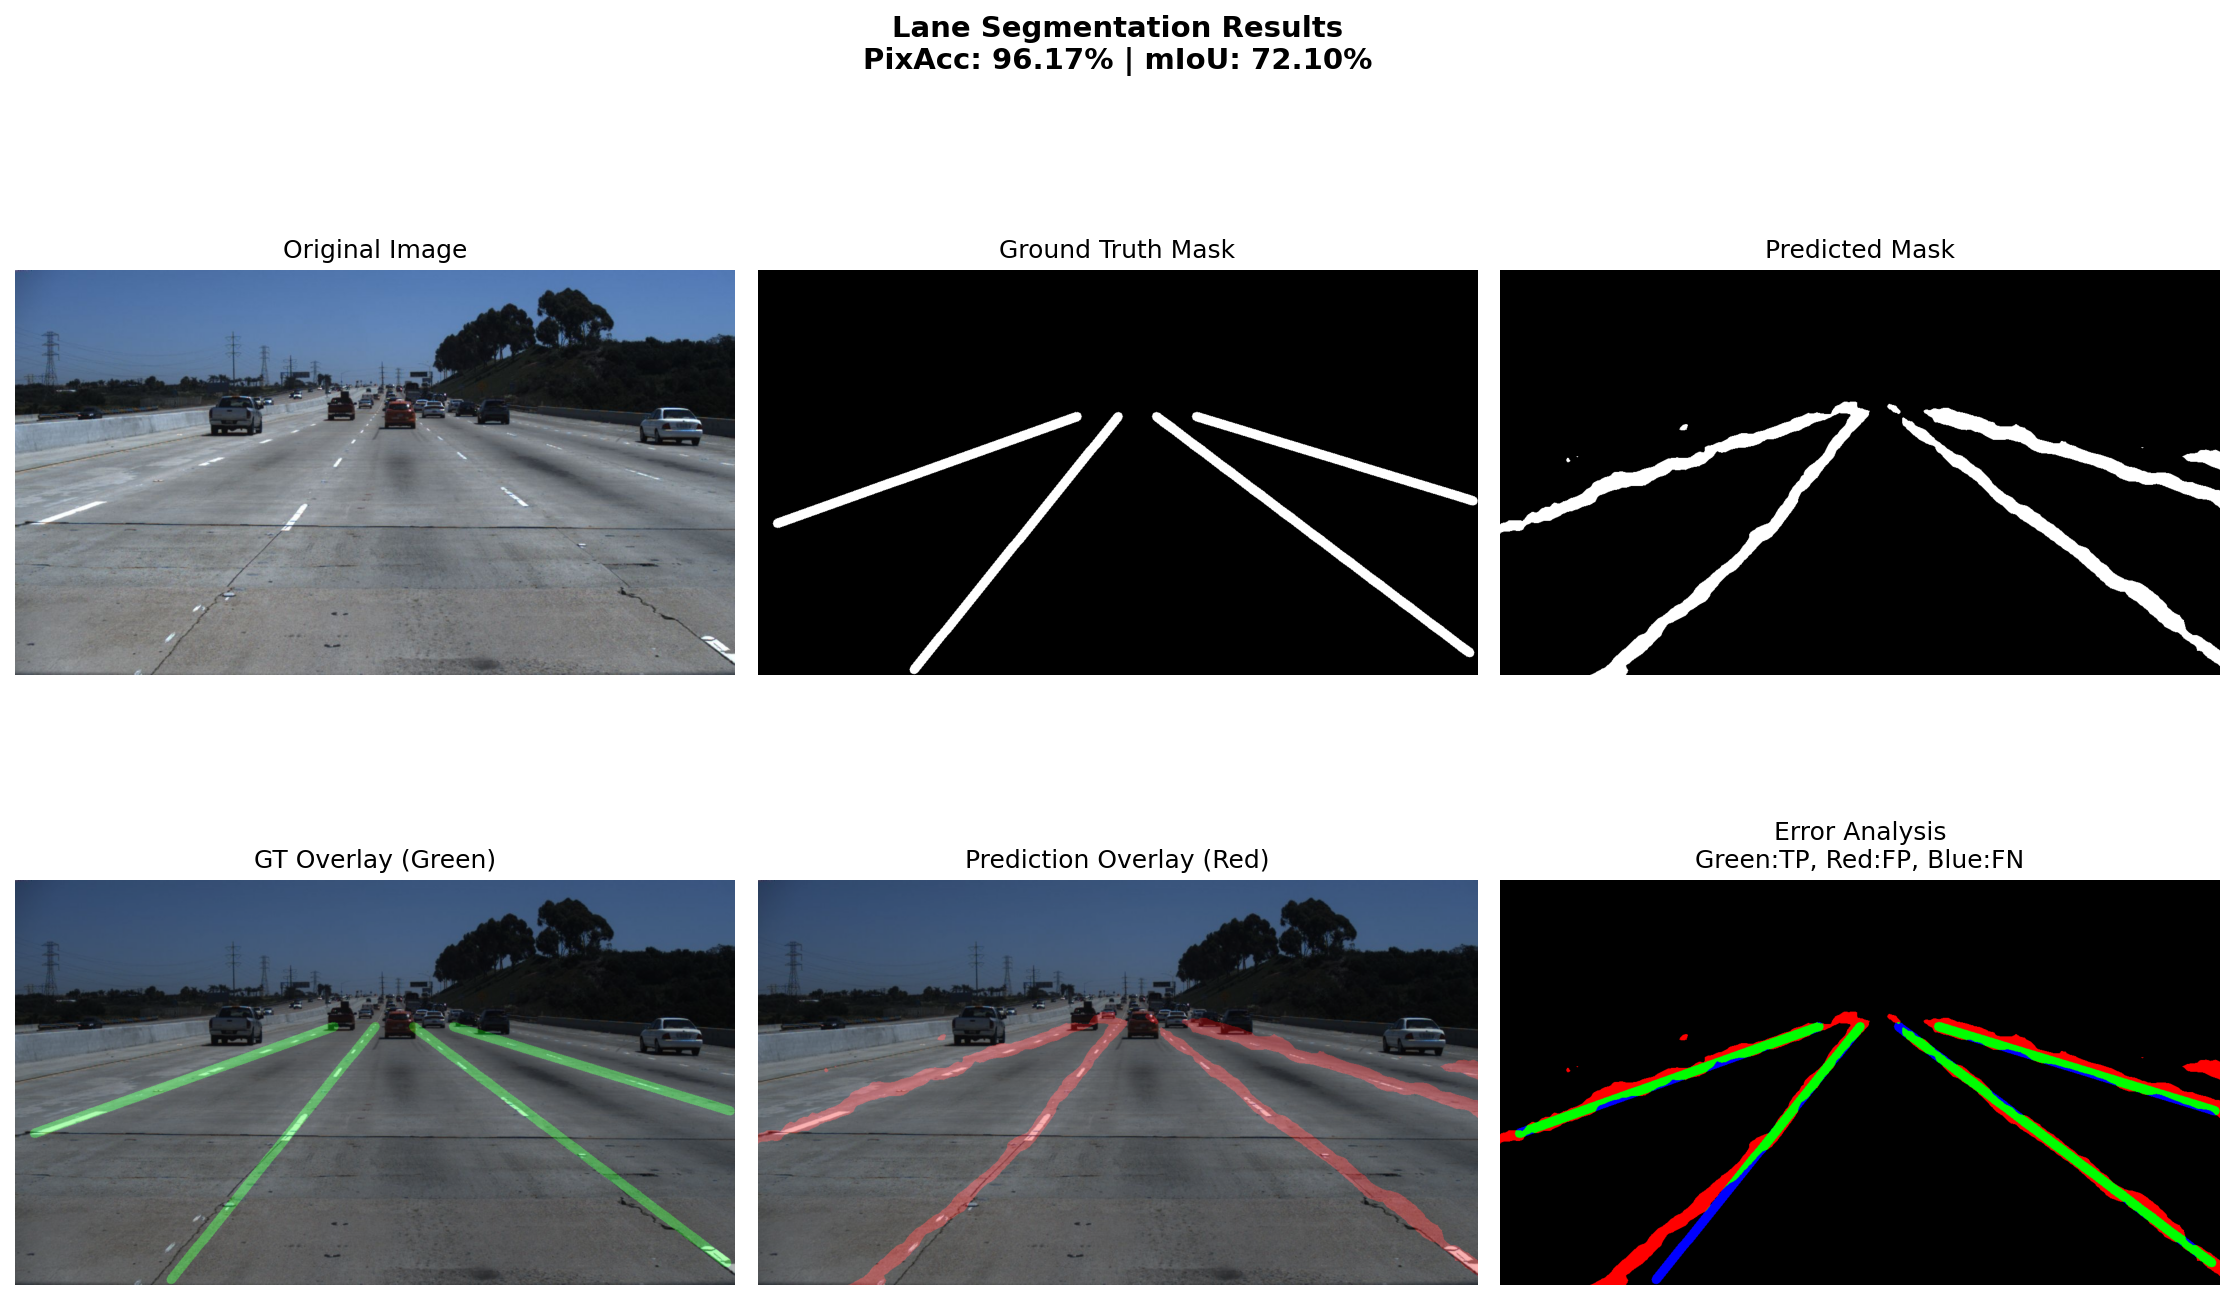 Lane Segmentation Results
PixAcc: 96.17% | mIoU: 72.10%
Original Image
Ground Truth Mask
Predicted Mask
GT Overlay (Green)
Prediction Overlay (Red)
Error Analysis
Green:TP, Red:FP, Blue:FN